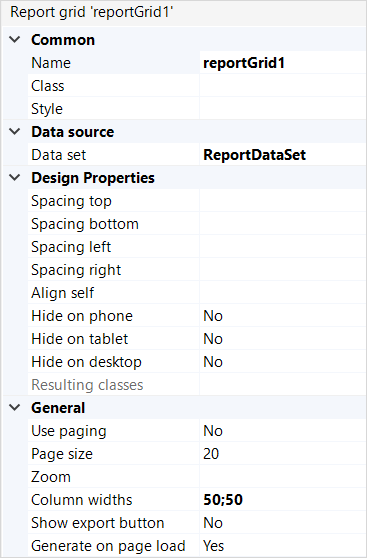 Report grid 'reportGrid1'
Common
Name reportGrid1
Class
Style
Data source
Data set ReportDataSet
Design Properties
Spacing top
Spacing bottom
Spacing left
Spacing right
Align self
Hide on phone No
Hide on tablet No
Hide on desktop No
Resulting classes
General
Use paging No
Page size 20
Zoom
Column widths 50;50
Show export button No
Generate on page load Yes